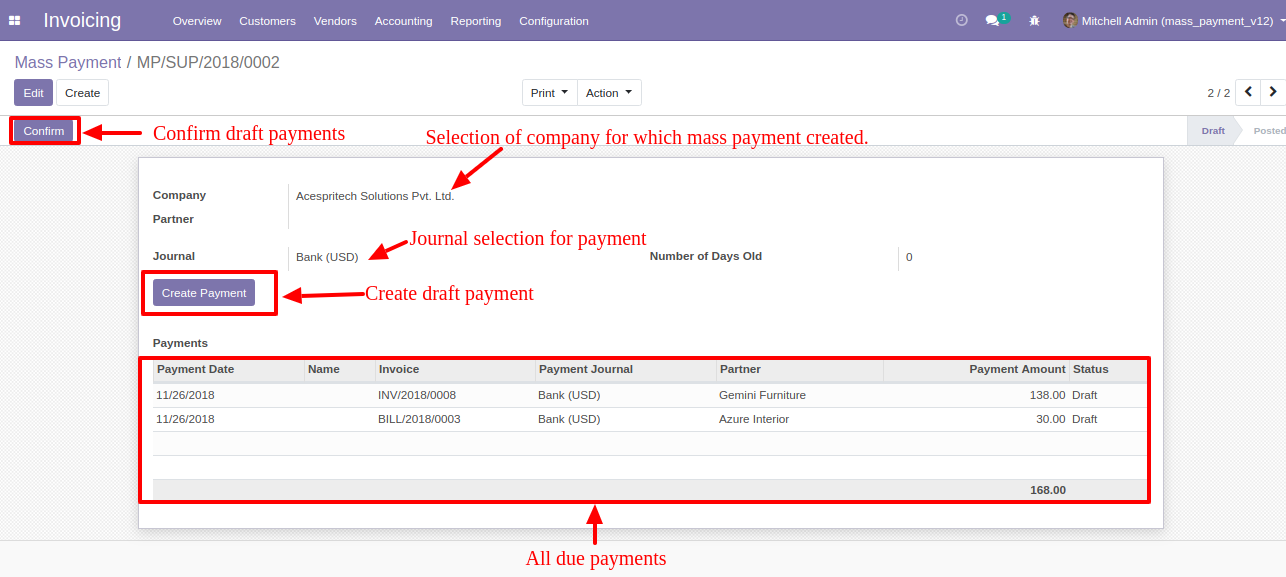 Invoicing Overview Customers Vendors Accounting Reporting Configuration 1 Mitchell Admin (mass_payment_v12)
Mass Payment / MP/SUP/2018/0002
Edit Create Print Action 2 / 2
Confirm Confirm draft payments Draft Posted
Selection of company for which mass payment created.
Company Acespritech Solutions Pvt. Ltd.
Partner
Journal selection for payment
Journal Bank (USD) Number of Days Old 0
Create Payment Create draft payment
Payments
Payment Date Name Invoice Payment Journal Partner Payment Amount Status
11/26/2018 INV/2018/0008 Bank (USD) Gemini Furniture 138.00 Draft
11/26/2018 BILL/2018/0003 Bank (USD) Azure Interior 30.00 Draft
168.00
All due payments